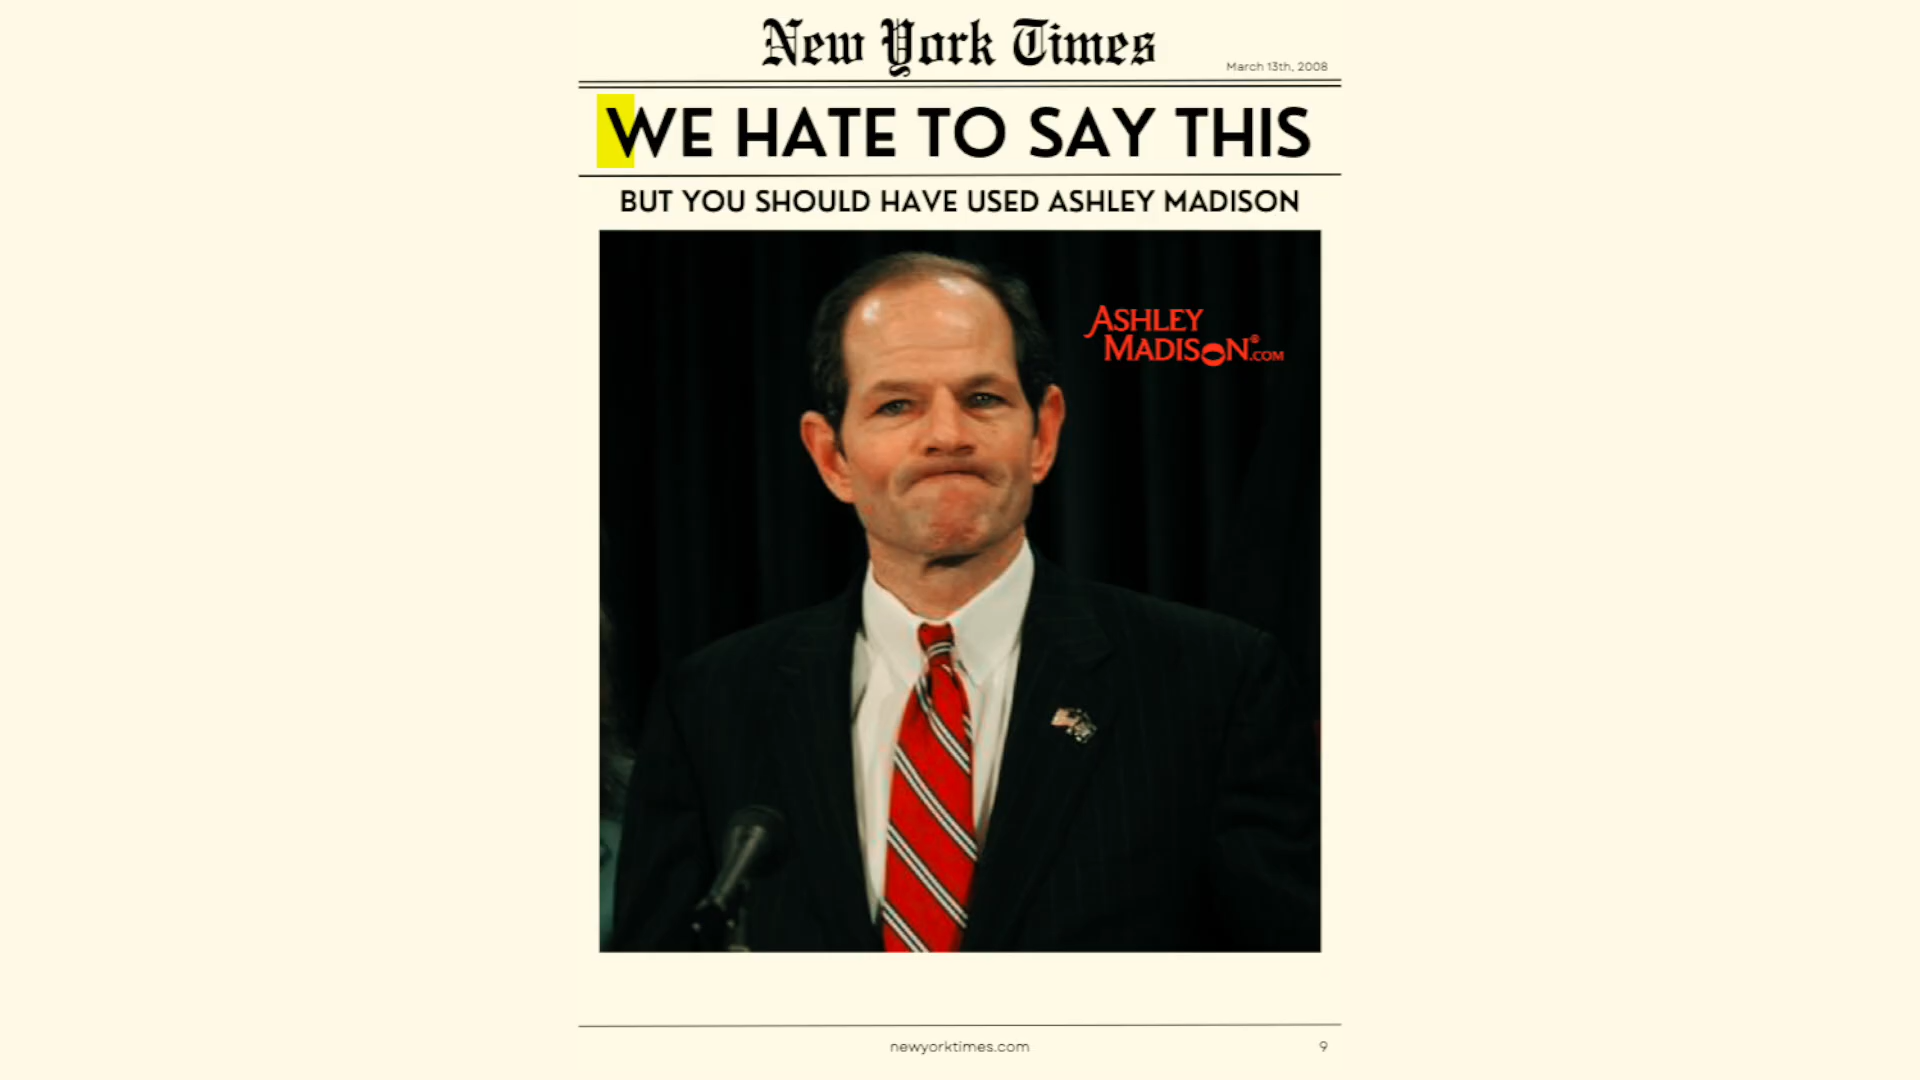 New York Times
March 13th, 2008
WE HATE TO SAY THIS
BUT YOU SHOULD HAVE USED ASHLEY MADISON
ASHLEY
MADISON®.COM
newyorktimes.com
9